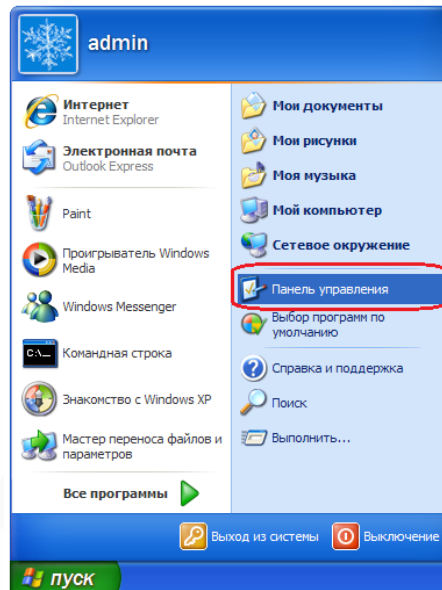 admin
Интернет
Internet Explorer
Электронная почта
Outlook Express
Paint
Проигрыватель Windows
Media
Windows Messenger
C:\_
Командная строка
Знакомство с Windows XP
Мастер переноса файлов и
параметров
Все программы
Мои документы
Мои рисунки
Моя музыка
Мой компьютер
Сетевое окружение
Панель управления
Выбор программ по
умолчанию
Справка и поддержка
Поиск
Выполнить...
Выход из системы
Выключение
пуск